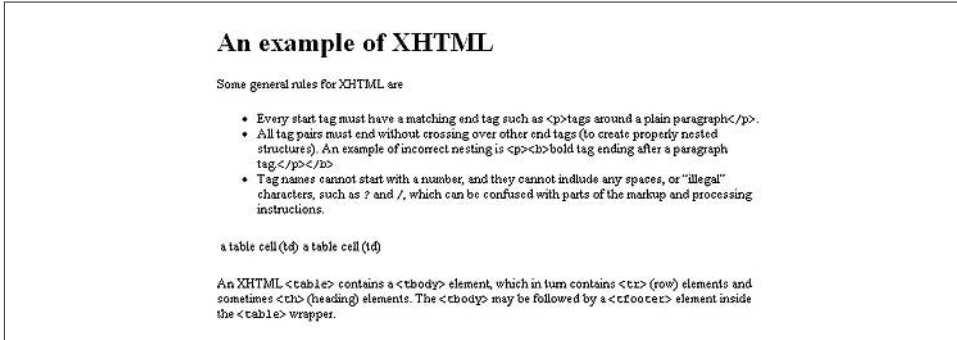 An example of XHTML
Some general rules for XHTML are
• Every start tag must have a matching end tag such as <p>tags around a plain paragraph</p>.
• All tag pairs must end without crossing over other end tags (to create properly nested
structures). An example of incorrect nesting is <p><b>bold tag ending after a paragraph
tag.</p></b>
• Tag names cannot start with a number, and they cannot indlude any spaces, or "illegal"
characters, such as ? and /, which can be confused with parts of the markup and processing
instructions.
a table cell (td) a table cell (td)
An XHTML <table> contains a <tbody> element, which in turn contains <tr> (row) elements and
sometimes <th> (heading) elements. The <tbody> may be followed by a <tfooter> element inside
the <table> wrapper.